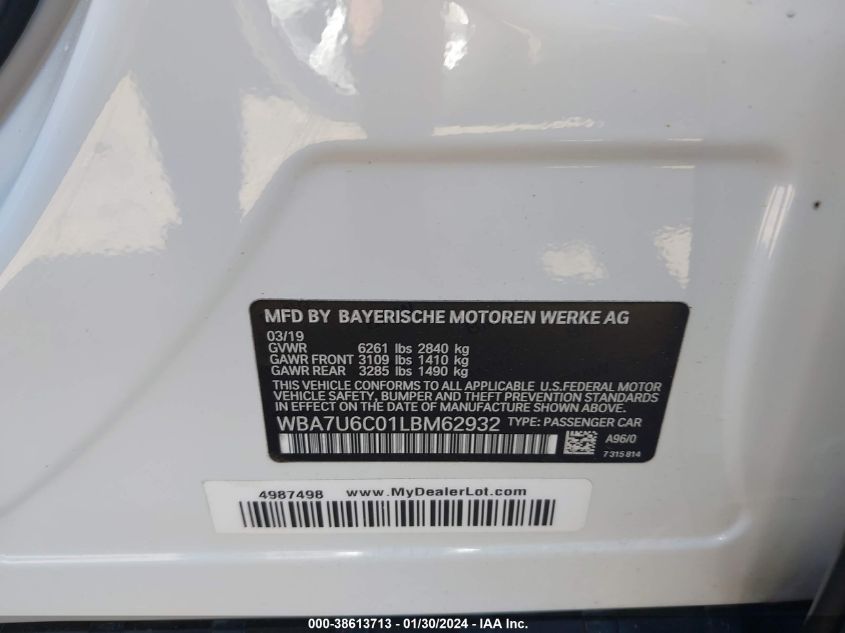 MFD BY BAYERISCHE MOTOREN WERKE AG
03/19
GVWR 6261 lbs 2840 kg
GAWR FRONT 3109 lbs 1410 kg
GAWR REAR 3285 lbs 1490 kg
THIS VEHICLE CONFORMS TO ALL APPLICABLE U.S.FEDERAL MOTOR
VEHICLE SAFETY, BUMPER AND THEFT PREVENTION STANDARDS
IN EFFECT ON THE DATE OF MANUFACTURE SHOWN ABOVE.
WBA7U6C01LBM62932 TYPE: PASSENGER CAR
A96/0
7 315 814
4987498 www.MyDealerLot.com
000-38613713 - 01/30/2024 - IAA Inc.